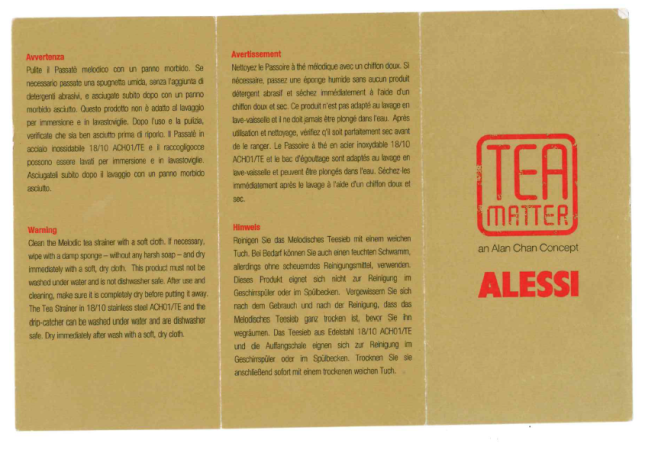 Avvertenza
Pulite il Passatè melodico con un panno morbido. Se
necessario passate una spugnetta umida, senza l'aggiunta di
detergenti abrasivi, e asciugate subito dopo con un panno
morbido asciutto. Questo prodotto non è adatto al lavaggio
per immersione e in lavastoviglie. Dopo l'uso e la pulizia,
verificate che sia ben asciutto prima di riporlo. Il Passatè in
acciaio inossidabile 18/10 ACH01/TE e il raccogligocce
possono essere lavati per immersione e in lavastoviglie.
Asciugateli subito dopo il lavaggio con un panno morbido
asciutto.
Warning
Clean the Melodic tea strainer with a soft cloth. If necessary,
wipe with a damp sponge – without any harsh soap – and dry
immediately with a soft, dry cloth. This product must not be
washed under water and is not dishwasher safe. After use and
cleaning, make sure it is completely dry before putting it away.
The Tea Strainer in 18/10 stainless steel ACH01/TE and the
drip-catcher can be washed under water and are dishwasher
safe. Dry immediately after wash with a soft, dry cloth.
Avertissement
Nettoyez le Passoire à thé mélodique avec un chiffon doux. Si
nécessaire, passez une éponge humide sans aucun produit
détergent abrasif et séchez immédiatement à l'aide d'un
chiffon doux et sec. Ce produit n'est pas adapté au lavage en
lave-vaisselle et il ne doit jamais être plongé dans l'eau. Après
utilisation et nettoyage, vérifiez qu'il soit parfaitement sec avant
de le ranger. Le Passoire à thé en acier inoxydable 18/10
ACH01/TE et le bac d'égouttage sont adaptés au lavage en
lave-vaisselle et peuvent être plongés dans l'eau. Séchez-les
immédiatement après le lavage à l'aide d'un chiffon doux et
sec.
Hinweis
Reinigen Sie das Melodisches Teesieb mit einem weichen
Tuch. Bei Bedarf können Sie auch einen feuchten Schwamm,
allerdings ohne scheuerndes Reinigungsmittel, verwenden.
Dieses Produkt eignet sich nicht zur Reinigung im
Geschirrspüler oder im Spülbecken. Vergewissern Sie sich
nach dem Gebrauch und nach der Reinigung, dass das
Melodisches Teesieb ganz trocken ist, bevor Sie ihn
wegräumen. Das Teesieb aus Edelstahl 18/10 ACH01/TE
und die Auffangschale eignen sich zur Reinigung im
Geschirrspüler oder im Spülbecken. Trocknen Sie sie
anschließend sofort mit einem trockenen weichen Tuch.
TEA
MATTER
an Alan Chan Concept
ALESSI